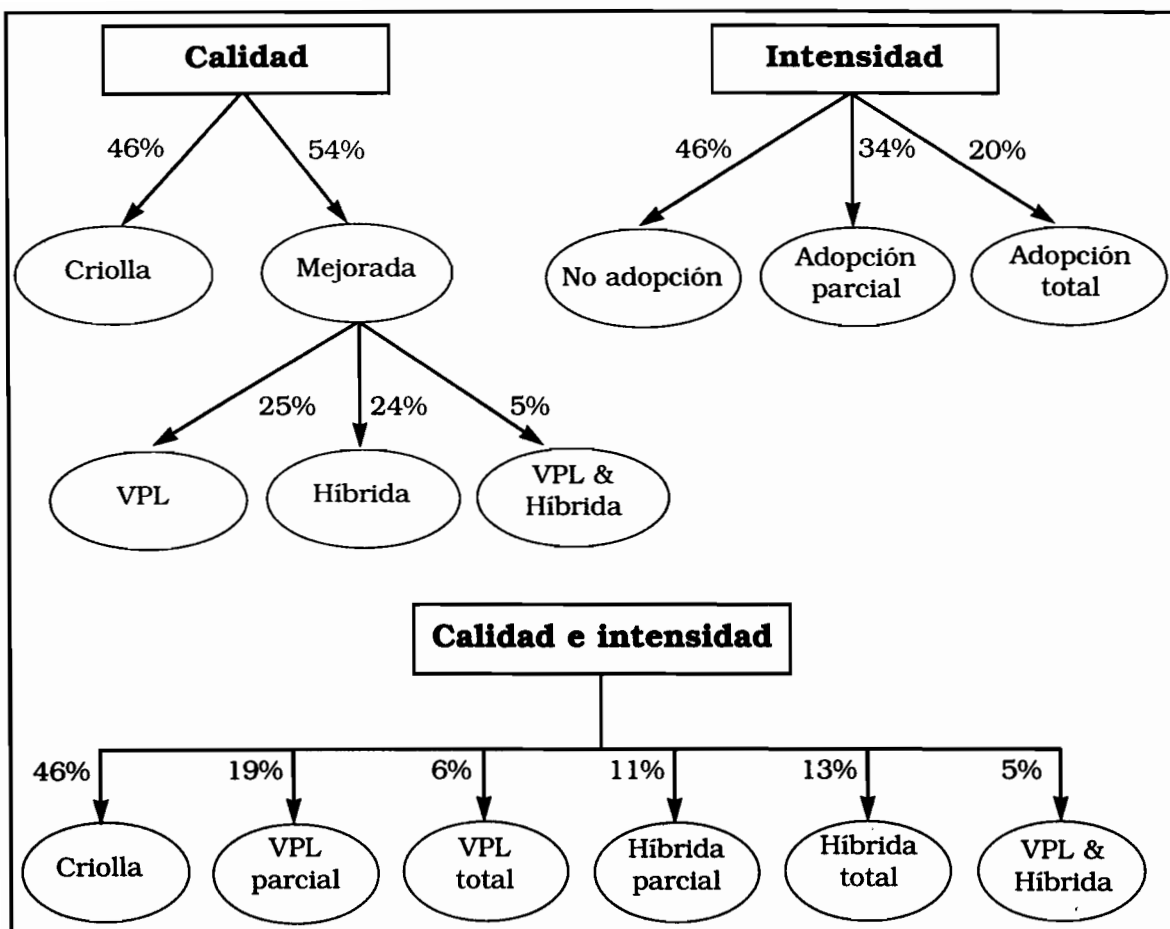 Calidad
46%
54%
Criolla
Mejorada
25%
24%
5%
VPL
Híbrida
VPL &
Híbrida
Intensidad
46%
34%
20%
No adopción
Adopción
parcial
Adopción
total
Calidad e intensidad
46%
19%
6%
11%
13%
5%
Criolla
VPL
parcial
VPL
total
Híbrida
parcial
Híbrida
total
VPL &
Híbrida